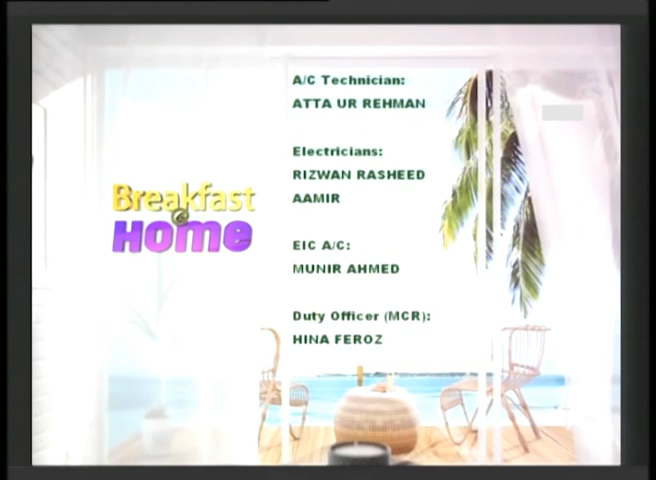 A/C Technician:
ATTA UR REHMAN
Electricians:
RIZWAN RASHEED
AAMIR
EIC A/C:
MUNIR AHMED
Duty Officer (MCR):
HINA FEROZ
Breakfast
@
Home